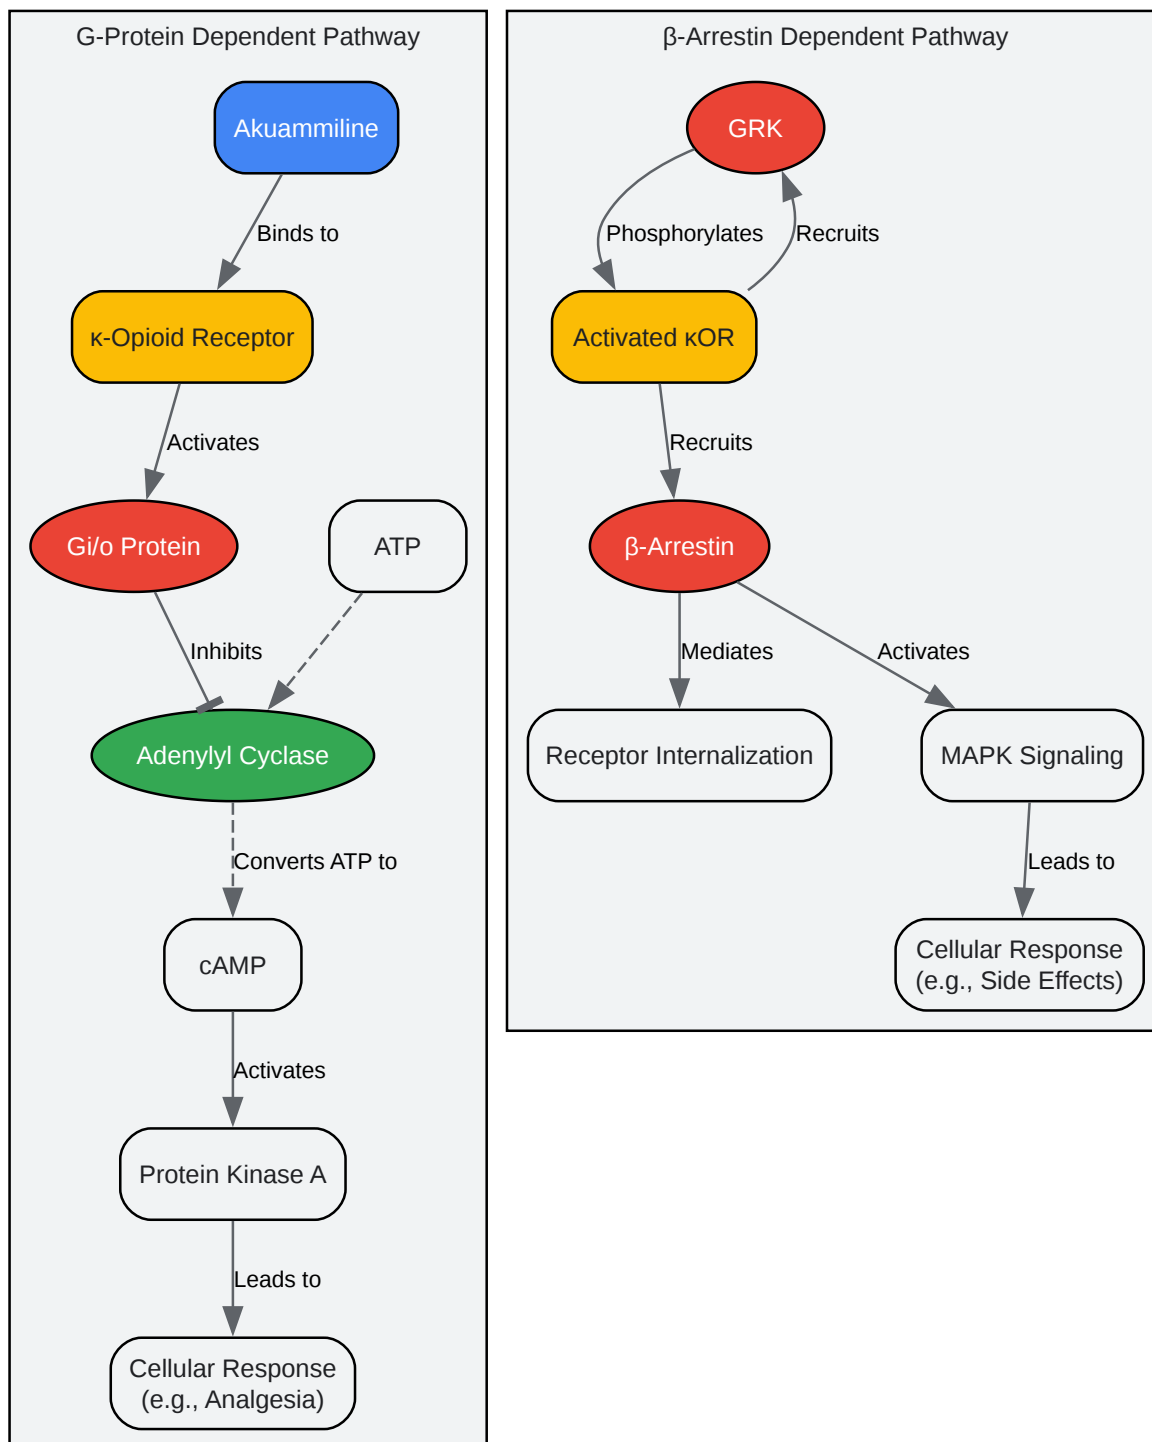 G-Protein Dependent Pathway
Akuammiline
Binds to
κ-Opioid Receptor
Activates
Gi/o Protein
ATP
Inhibits
Adenylyl Cyclase
Converts ATP to
cAMP
Activates
Protein Kinase A
Leads to
Cellular Response
(e.g., Analgesia)
β-Arrestin Dependent Pathway
GRK
Phosphorylates
Recruits
Activated κOR
Recruits
β-Arrestin
Mediates
Activates
Receptor Internalization
MAPK Signaling
Leads to
Cellular Response
(e.g., Side Effects)